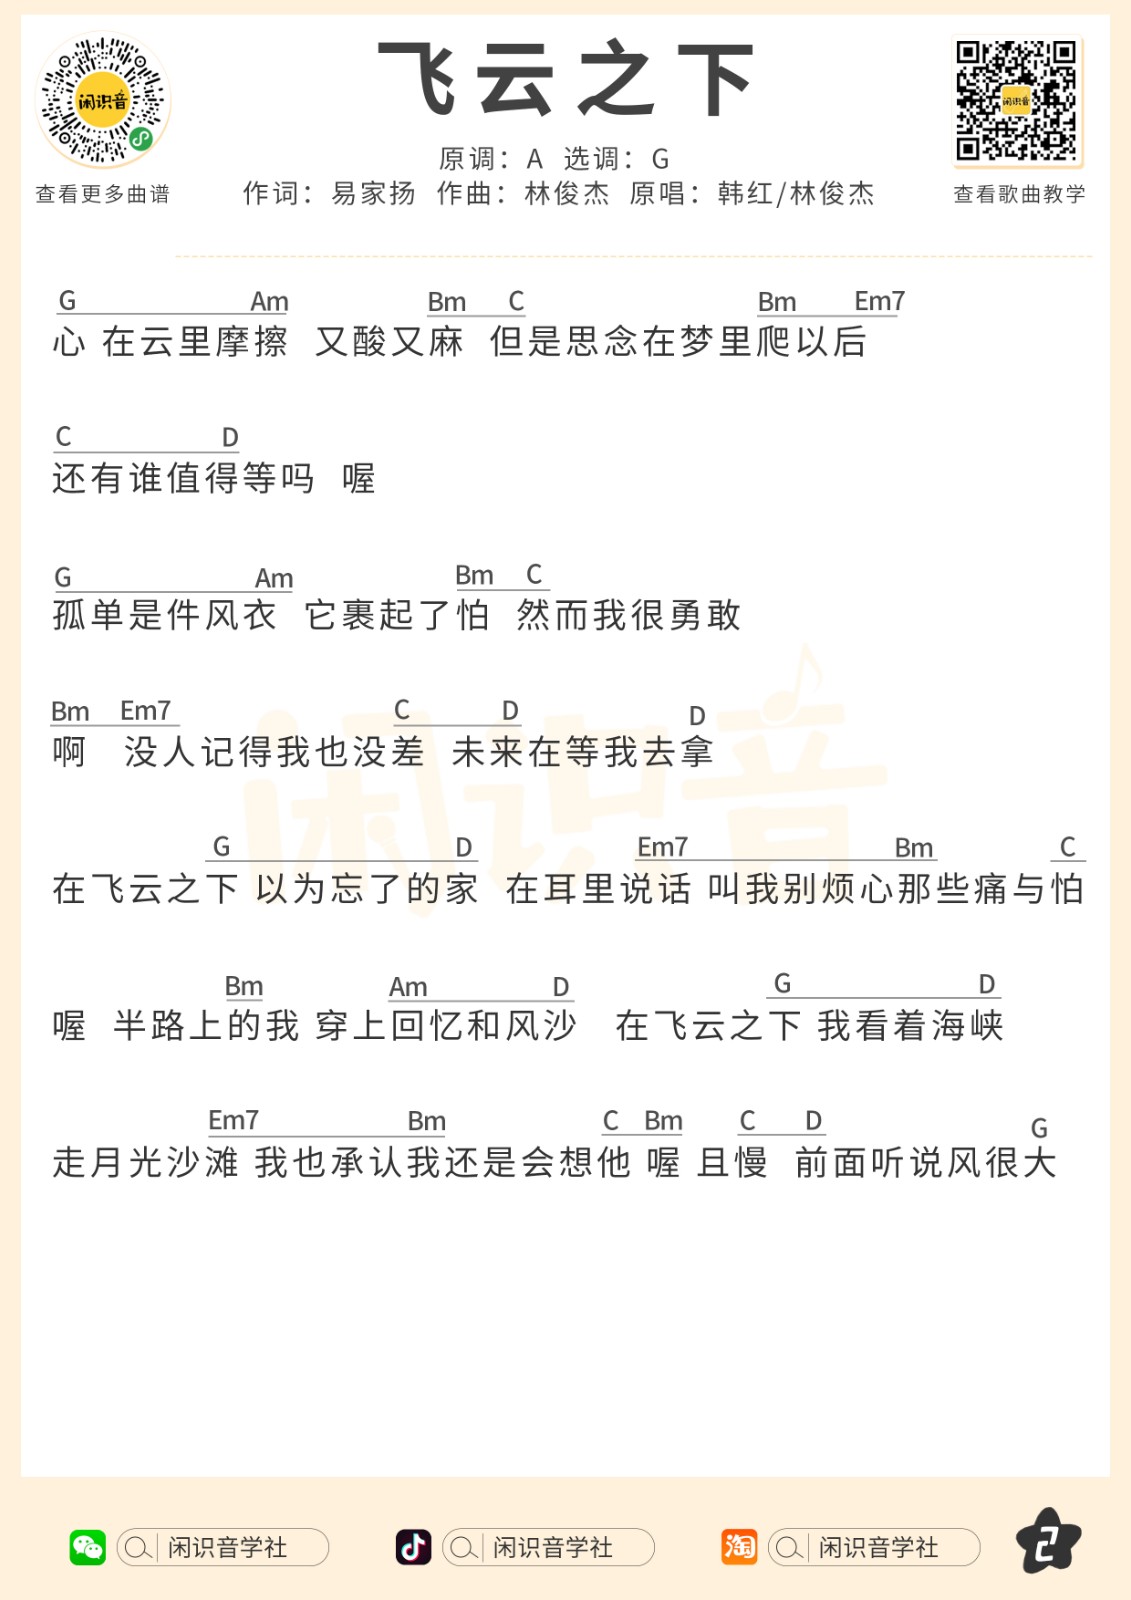 飞云之下
原调：A 选调：G
作词：易家扬 作曲：林俊杰 原唱：韩红/林俊杰
闲识音
查看更多曲谱
闲识音
查看歌曲教学
G Am Bm C Bm Em7
心 在云里摩擦 又酸又麻 但是思念在梦里爬以后
C D
还有谁值得等吗 喔
G Am Bm C
孤单是件风衣 它裹起了怕 然而我很勇敢
Bm Em7 C D D
啊 没人记得我也没差 未来在等我去拿
G D Em7 Bm C
在飞云之下 以为忘了的家 在耳里说话 叫我别烦心那些痛与怕
Bm Am D G D
喔 半路上的我 穿上回忆和风沙 在飞云之下 我看着海峡
Em7 Bm C Bm C D G
走月光沙滩 我也承认我还是会想他 喔 且慢 前面听说风很大
闲识音
闲识音学社
闲识音学社
淘 闲识音学社
2